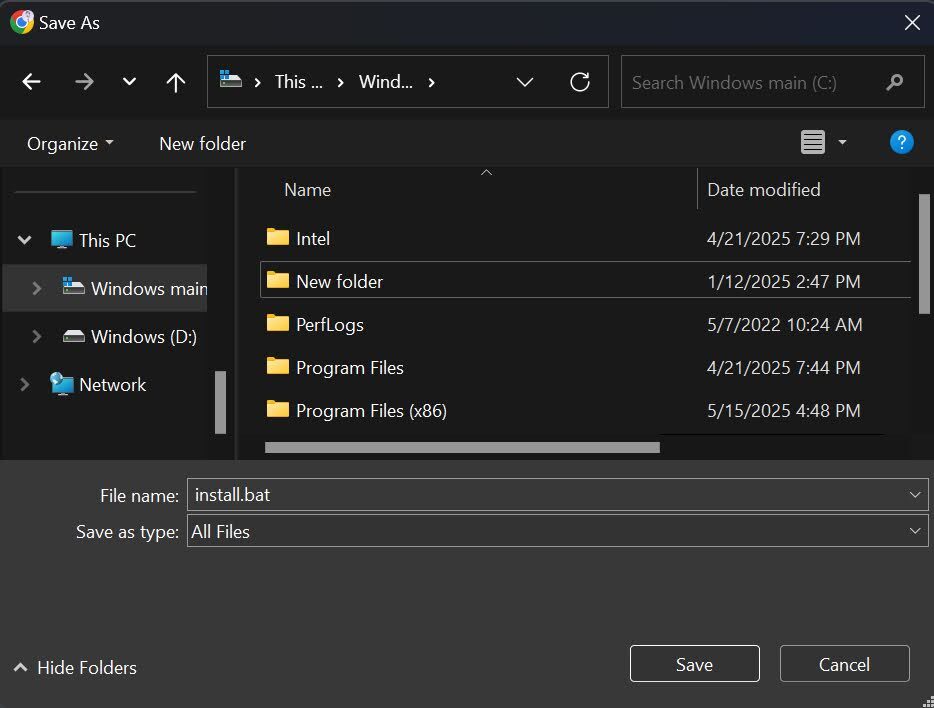 Save As
This ... Wind... Search Windows main (C:)
Organize New folder ?
Name Date modified
This PC
Windows main
Windows (D:)
Network
Intel 4/21/2025 7:29 PM
New folder 1/12/2025 2:47 PM
PerfLogs 5/7/2022 10:24 AM
Program Files 4/21/2025 7:44 PM
Program Files (x86) 5/15/2025 4:48 PM
File name: install.bat
Save as type: All Files
Hide Folders Save Cancel